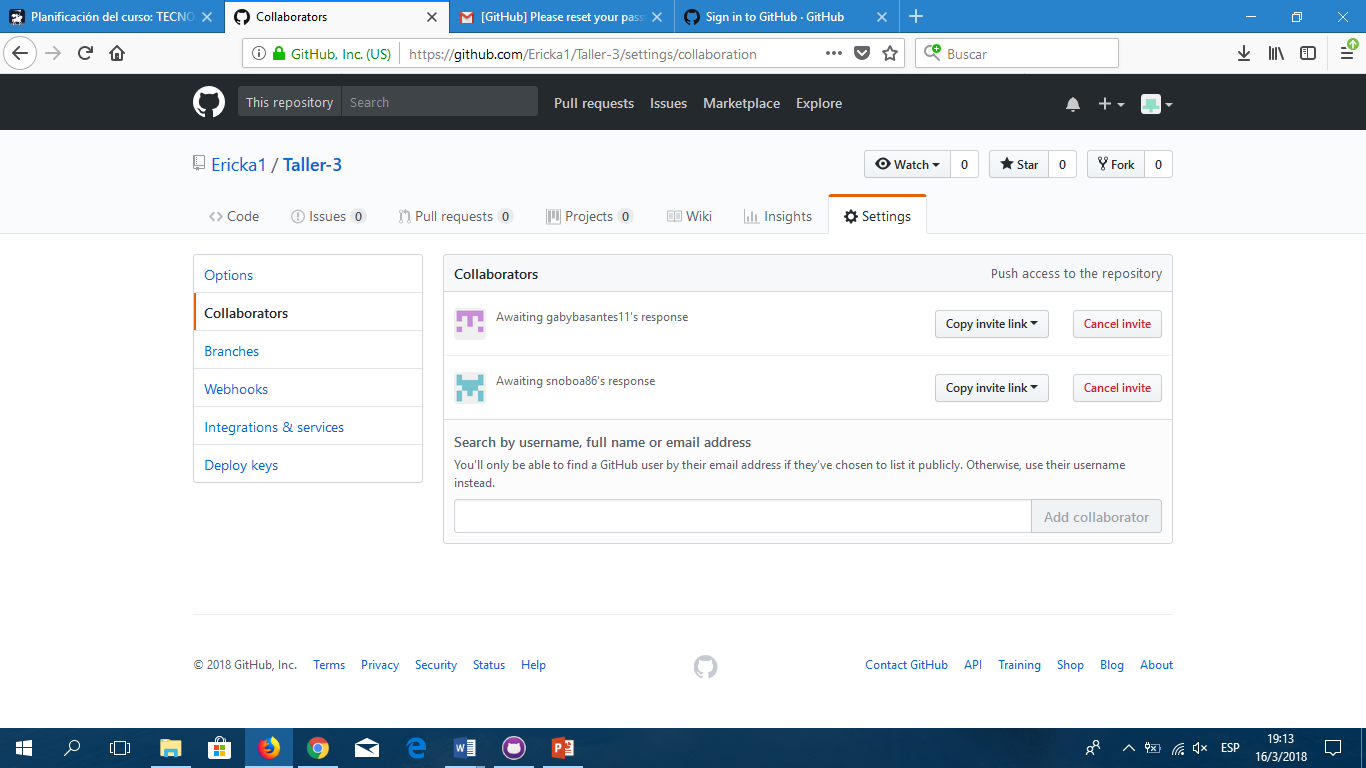 Planificación del curso: TECNO
Collaborators
[GitHub] Please reset your pass
Sign in to GitHub · GitHub
GitHub, Inc. (US)
https://github.com/Ericka1/Taller-3/settings/collaboration
Buscar
This repository
Search
Pull requests
Issues
Marketplace
Explore
Ericka1 / Taller-3
Watch 0
Star 0
Fork 0
Code
Issues 0
Pull requests 0
Projects 0
Wiki
Insights
Settings
Options
Collaborators
Branches
Webhooks
Integrations & services
Deploy keys
Collaborators
Push access to the repository
Awaiting gabybasantes11's response
Copy invite link
Cancel invite
Awaiting snoboa86's response
Copy invite link
Cancel invite
Search by username, full name or email address
You'll only be able to find a GitHub user by their email address if they've chosen to list it publicly. Otherwise, use their username
instead.
Add collaborator
© 2018 GitHub, Inc.
Terms
Privacy
Security
Status
Help
Contact GitHub
API
Training
Shop
Blog
About
ESP
19:13
16/3/2018